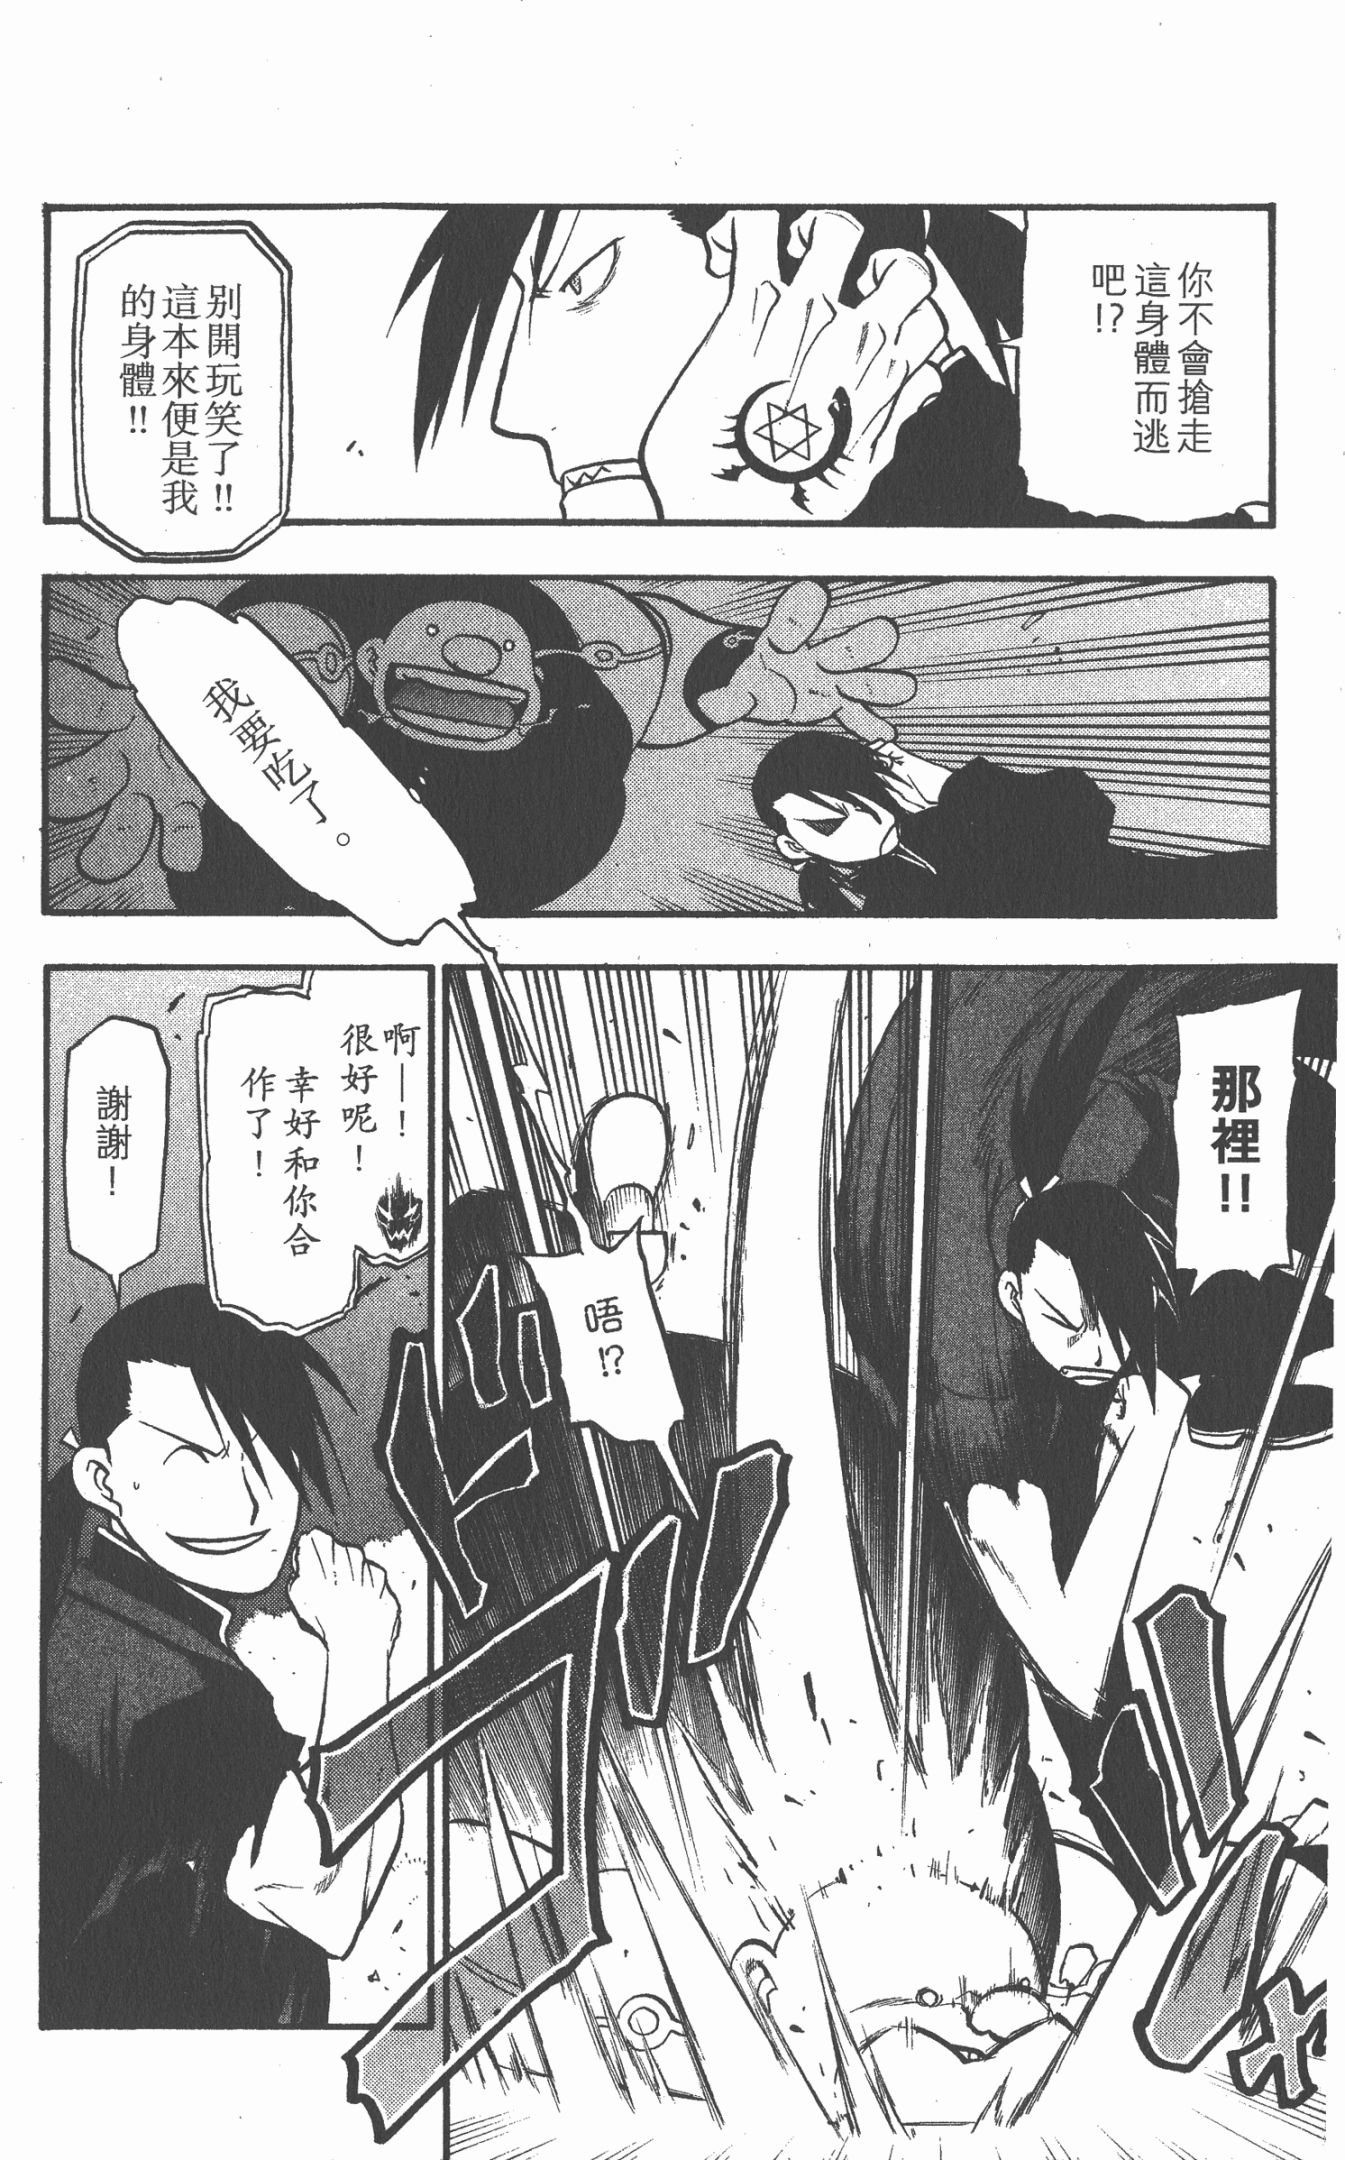 你不會搶走
這身體而逃
吧!?
別開玩笑了!!
這本來便是我
的身體!!
我要吃了。
那裡!!
唔!?
啊—!
很好呢!
幸好和你合
作了!
謝謝!